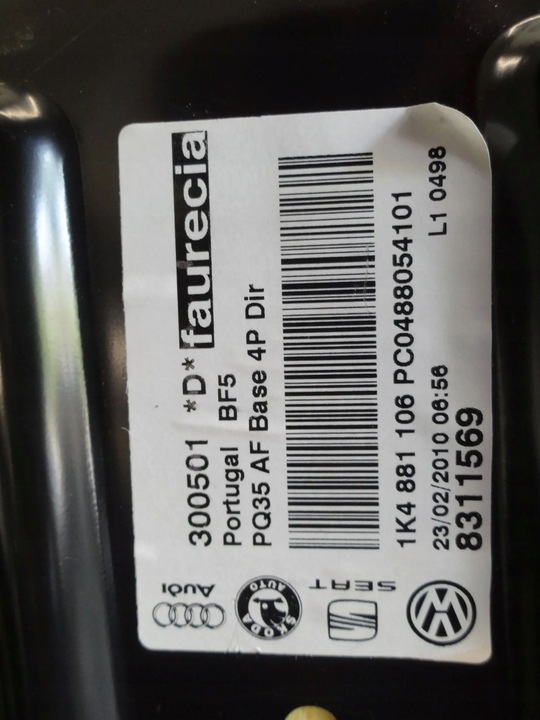 300501 *D* faurecia
Portugal BF5
PQ35 AF Base 4P Dir
1K4 881 106 PC0488054101
23/02/2010 06:56 L1 0498
8311569
Audi
SKODA AUTO
SEAT
VW